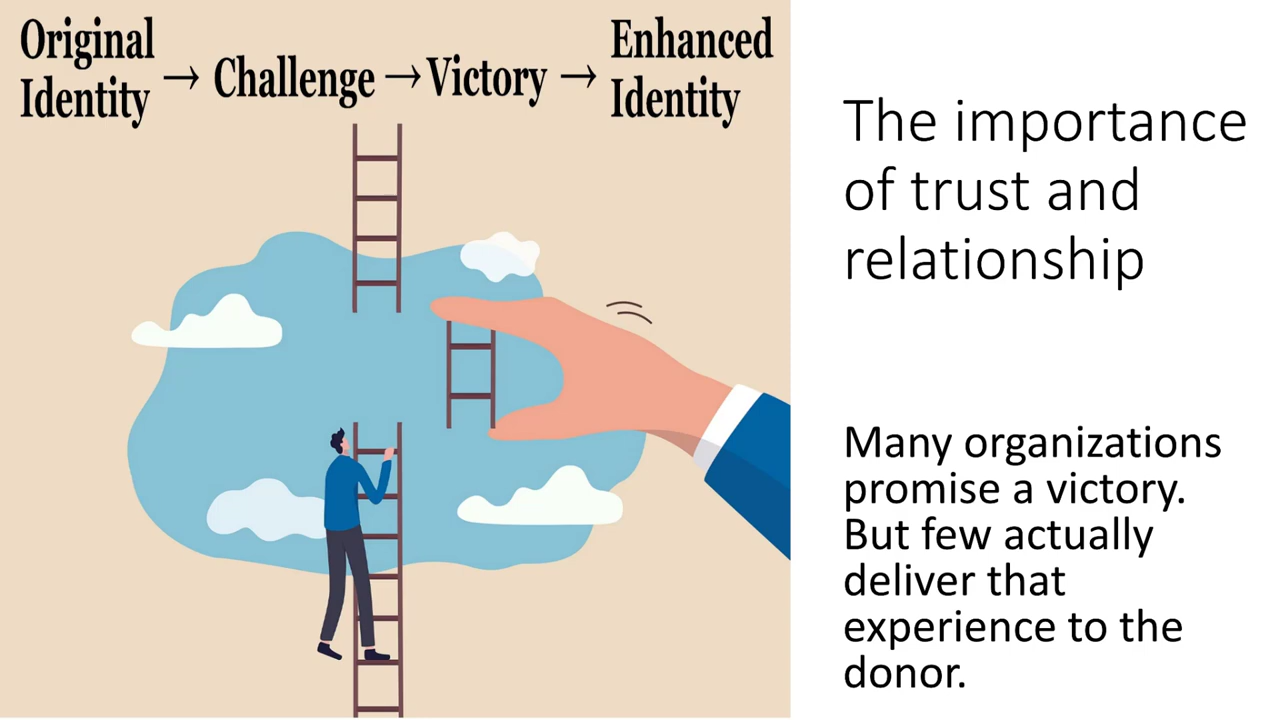 Original
Identity → Challenge → Victory → Enhanced
Identity
The importance
of trust and
relationship
Many organizations
promise a victory.
But few actually
deliver that
experience to the
donor.